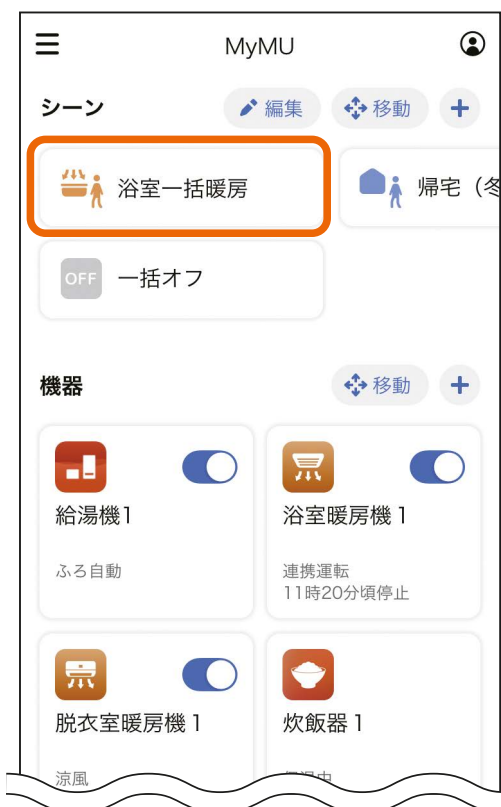 MyMU
シーン
編集
移動
浴室一括暖房
帰宅（冬
OFF
一括オフ
機器
移動
給湯機1
ふろ自動
浴室暖房機1
連携運転
11時20分頃停止
脱衣室暖房機1
涼風
炊飯器1